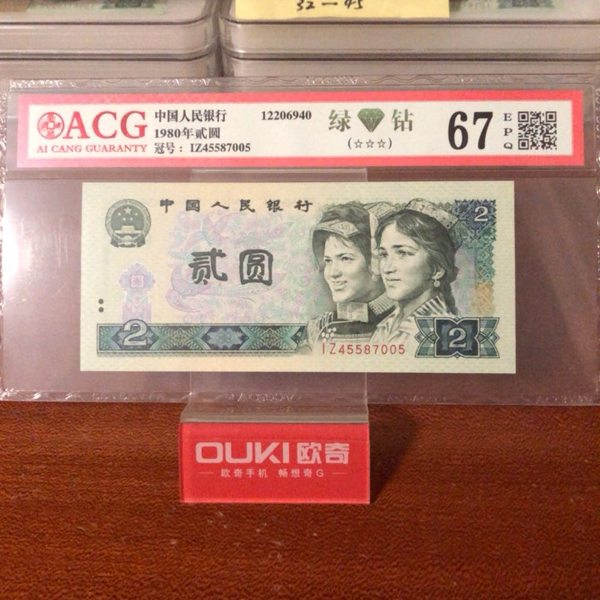 32-45
ACG
AI CANG GUARANTY
中国人民银行 12206940
1980年贰圆
冠号： IZ45587005
绿 钻
(☆☆☆)
67
EPQ
中国人民银行
2
贰圆
2
2
IZ45587005
OUKI欧奇
欧奇手机 畅想奇G